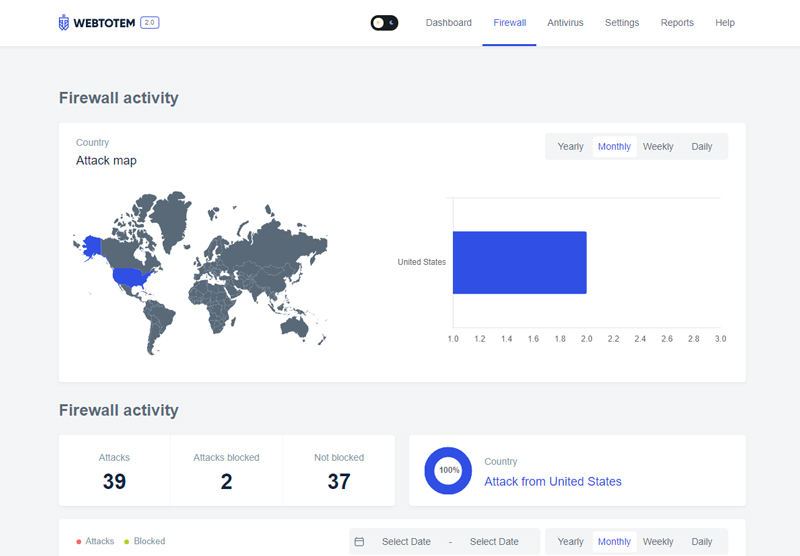 WEBTOTEM 2.0 Dashboard Firewall Antivirus Settings Reports Help
Firewall activity
Country
Attack map
Yearly Monthly Weekly Daily
United States
1.0 1.2 1.4 1.6 1.8 2.0 2.2 2.4 2.6 2.8 3.0
Firewall activity
Attacks Attacks blocked Not blocked
39 2 37
100%
Country
Attack from United States
Attacks Blocked
Select Date - Select Date
Yearly Monthly Weekly Daily